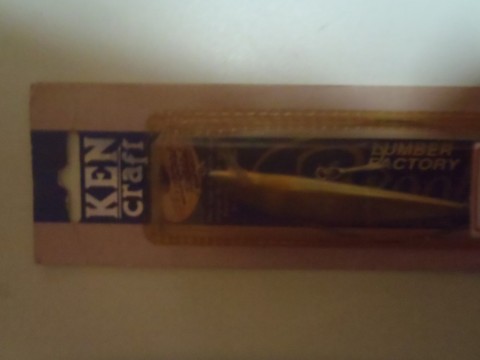 KEN
craft
LUMBER
FACTORY